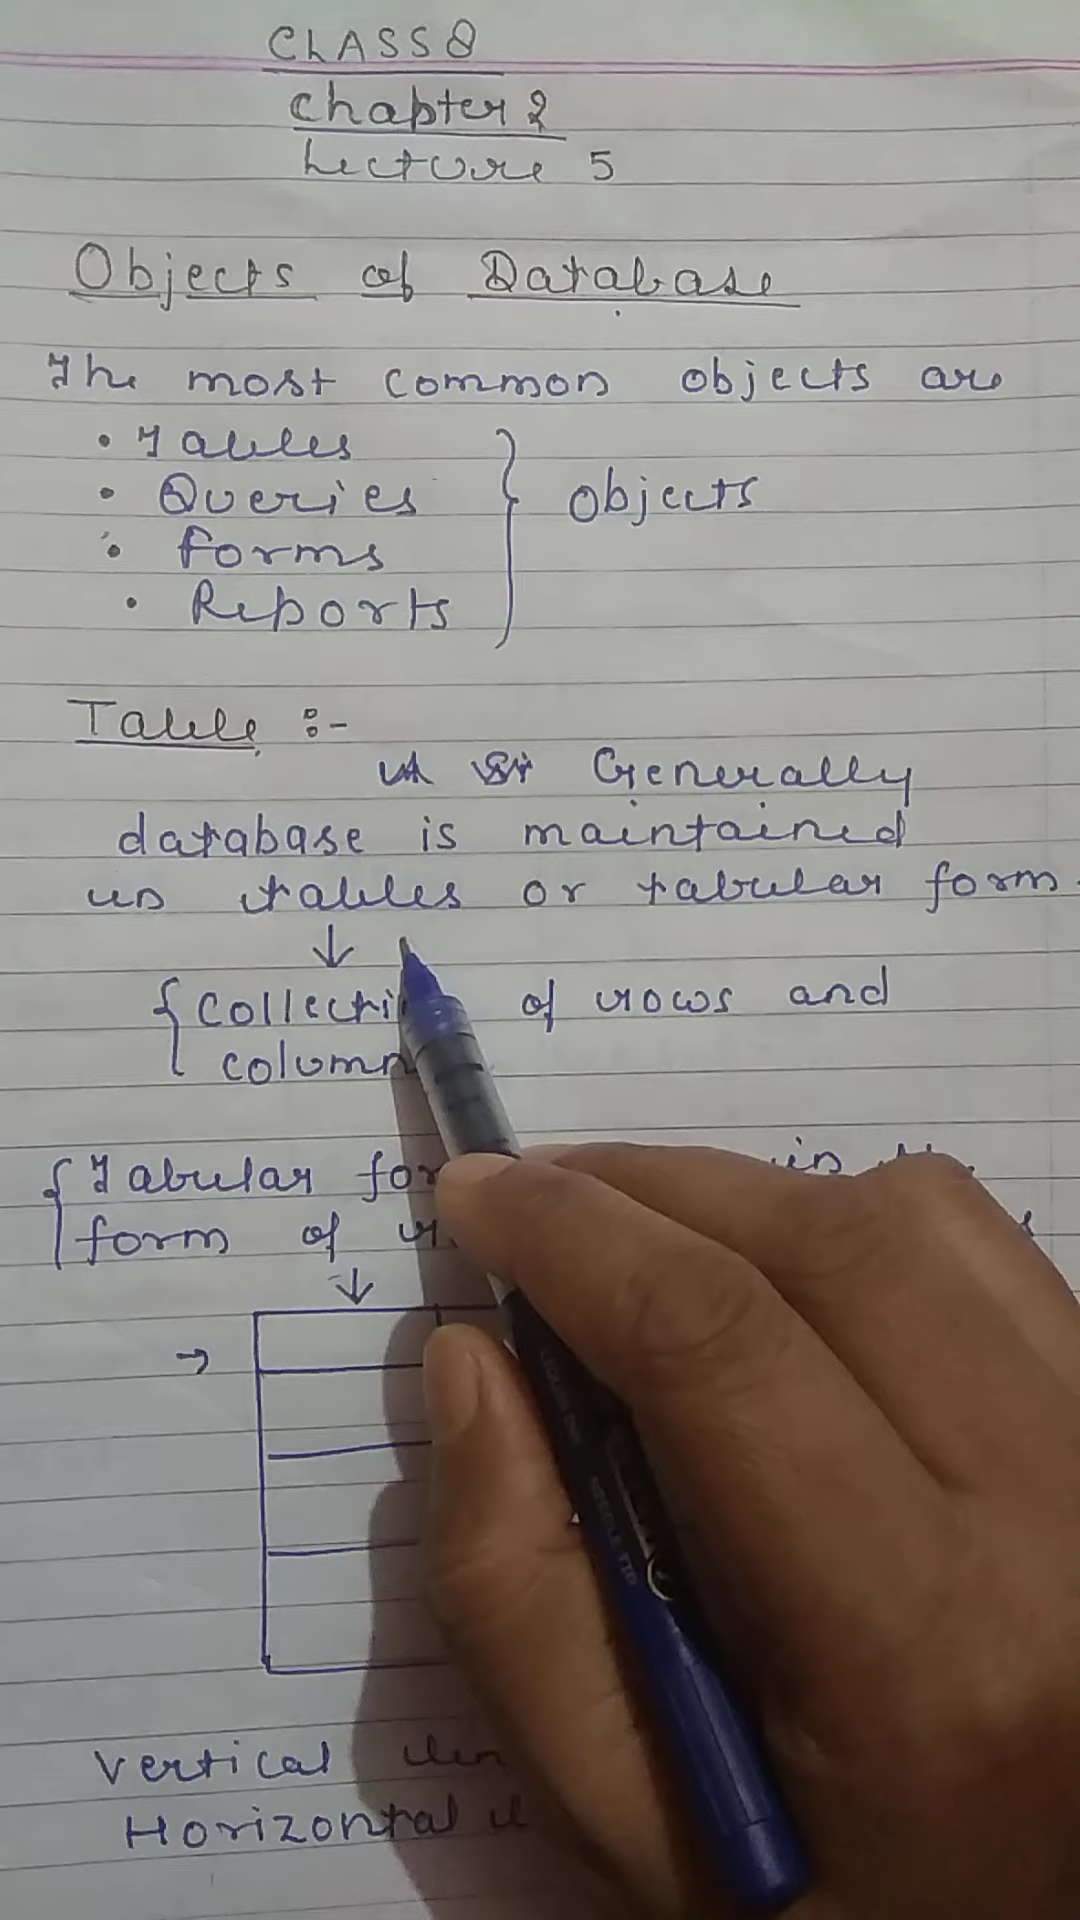 CLASS 8
Chapter 2
Lecture 5
Objects of Database
The most common objects are
• Tables
• Queries
• forms
• Reports
} objects
Table :-
Generally
database is maintained
in tables or tabular form.
↓
{ collecti of rows and
column
{ Tabular for in
form of
↓
→
Vertical
Horizontal